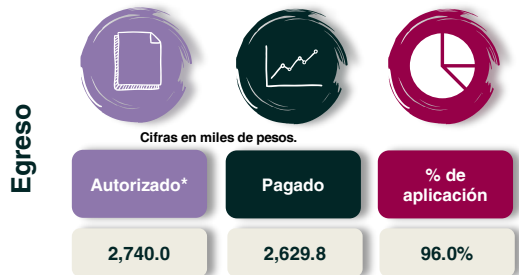 Egreso
Cifras en miles de pesos.
Autorizado*
Pagado
% de
aplicación
2,740.0
2,629.8
96.0%